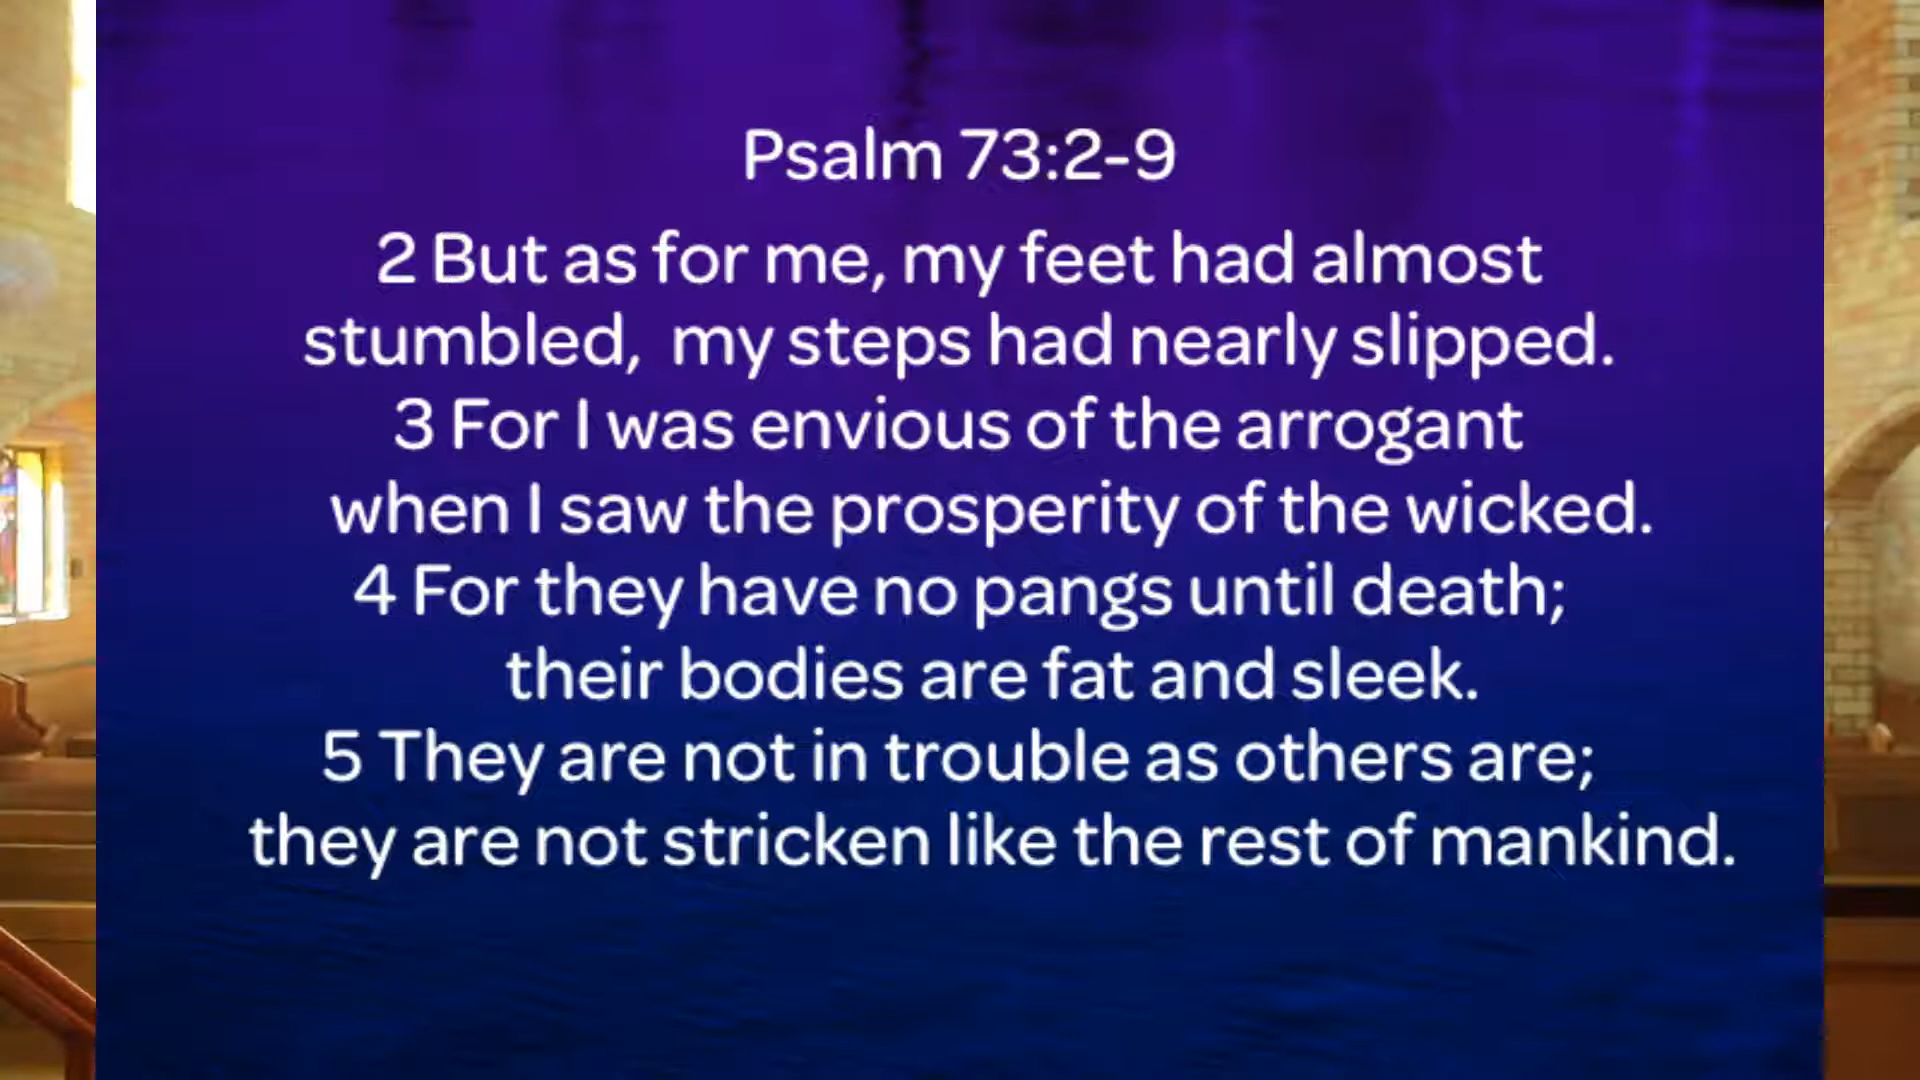 Psalm 73:2-9
2 But as for me, my feet had almost
stumbled,  my steps had nearly slipped.
3 For I was envious of the arrogant
when I saw the prosperity of the wicked.
4 For they have no pangs until death;
their bodies are fat and sleek.
5 They are not in trouble as others are;
they are not stricken like the rest of mankind.